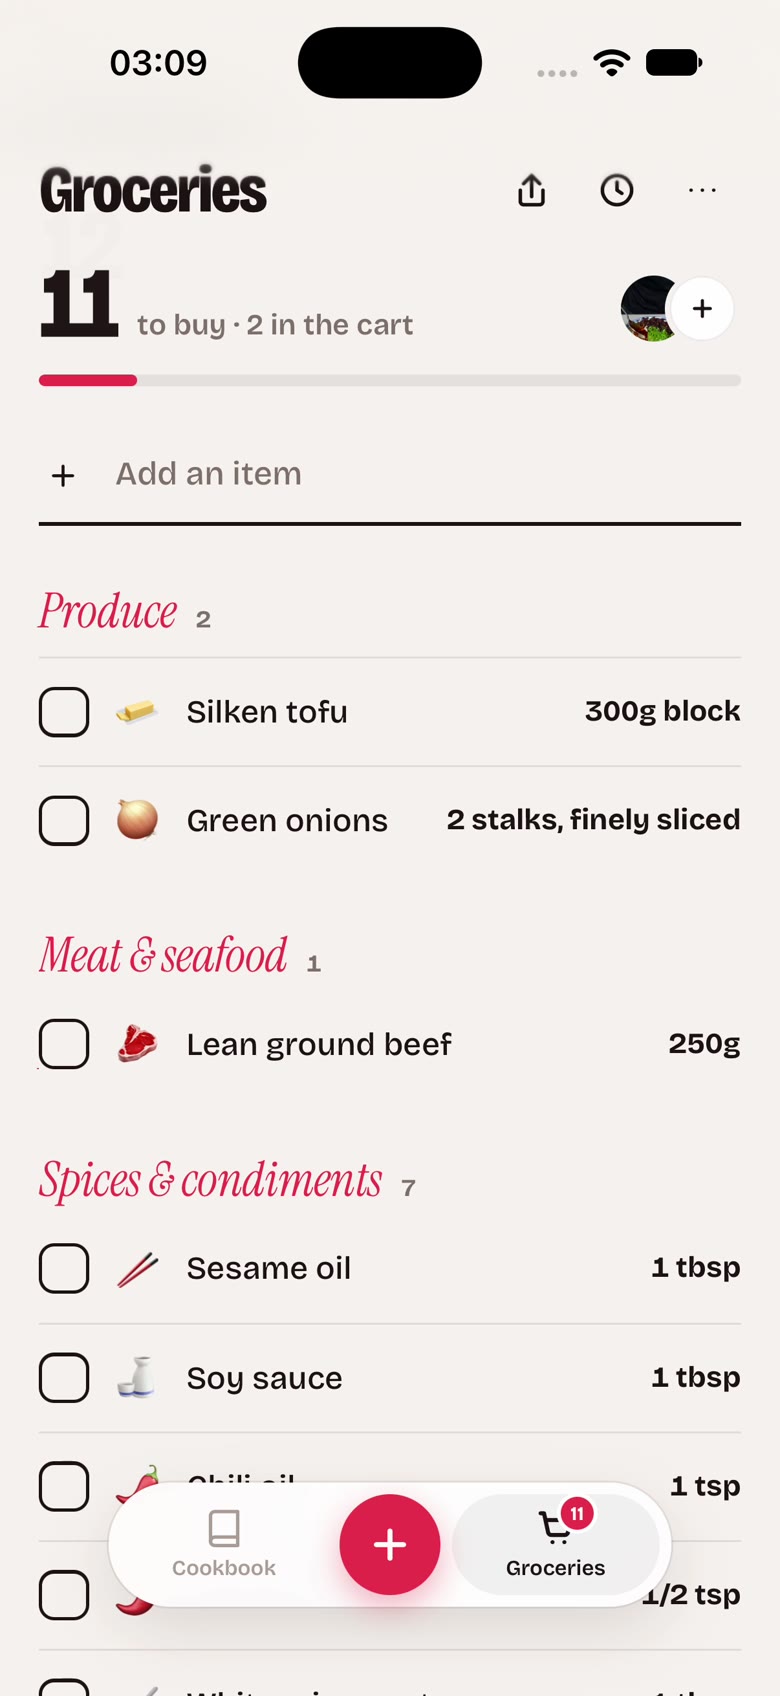 03:09
Groceries
11 to buy · 2 in the cart
Add an item
Produce 2
Silken tofu 300g block
Green onions 2 stalks, finely sliced
Meat & seafood 1
Lean ground beef 250g
Spices & condiments 7
Sesame oil 1 tbsp
Soy sauce 1 tbsp
Chili oil 1 tsp
11
Cookbook Groceries
1/2 tsp